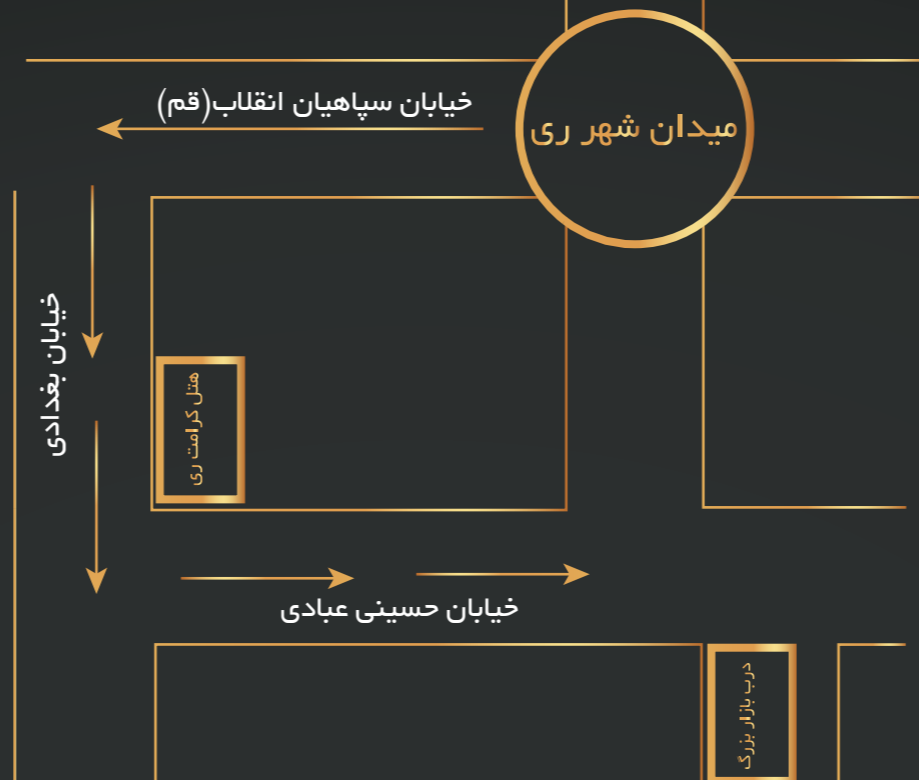 میدان شهر ری
خیابان سپاهیان انقلاب(قم)
خیابان بغدادی
هتل کرامت ری
خیابان حسینی عبادی
درب بازار بزرگ